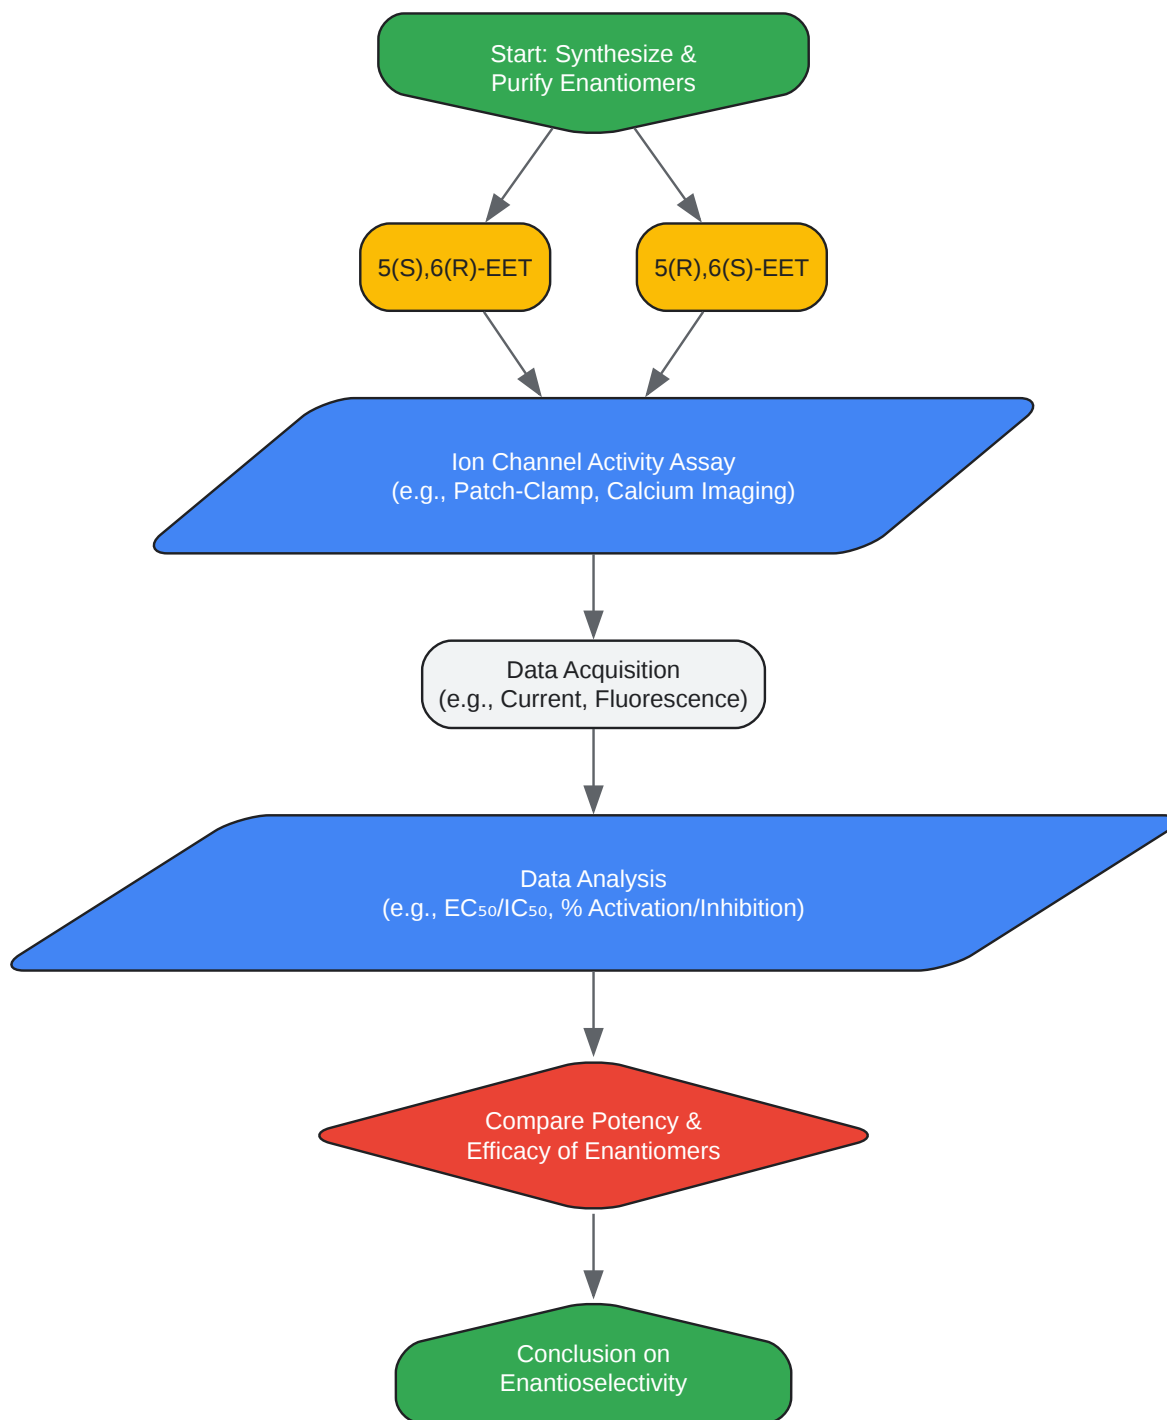 Start: Synthesize &
Purify Enantiomers
5(S),6(R)-EET
5(R),6(S)-EET
Ion Channel Activity Assay
(e.g., Patch-Clamp, Calcium Imaging)
Data Acquisition
(e.g., Current, Fluorescence)
Data Analysis
(e.g., EC₅₀/IC₅₀, % Activation/Inhibition)
Compare Potency &
Efficacy of Enantiomers
Conclusion on
Enantioselectivity